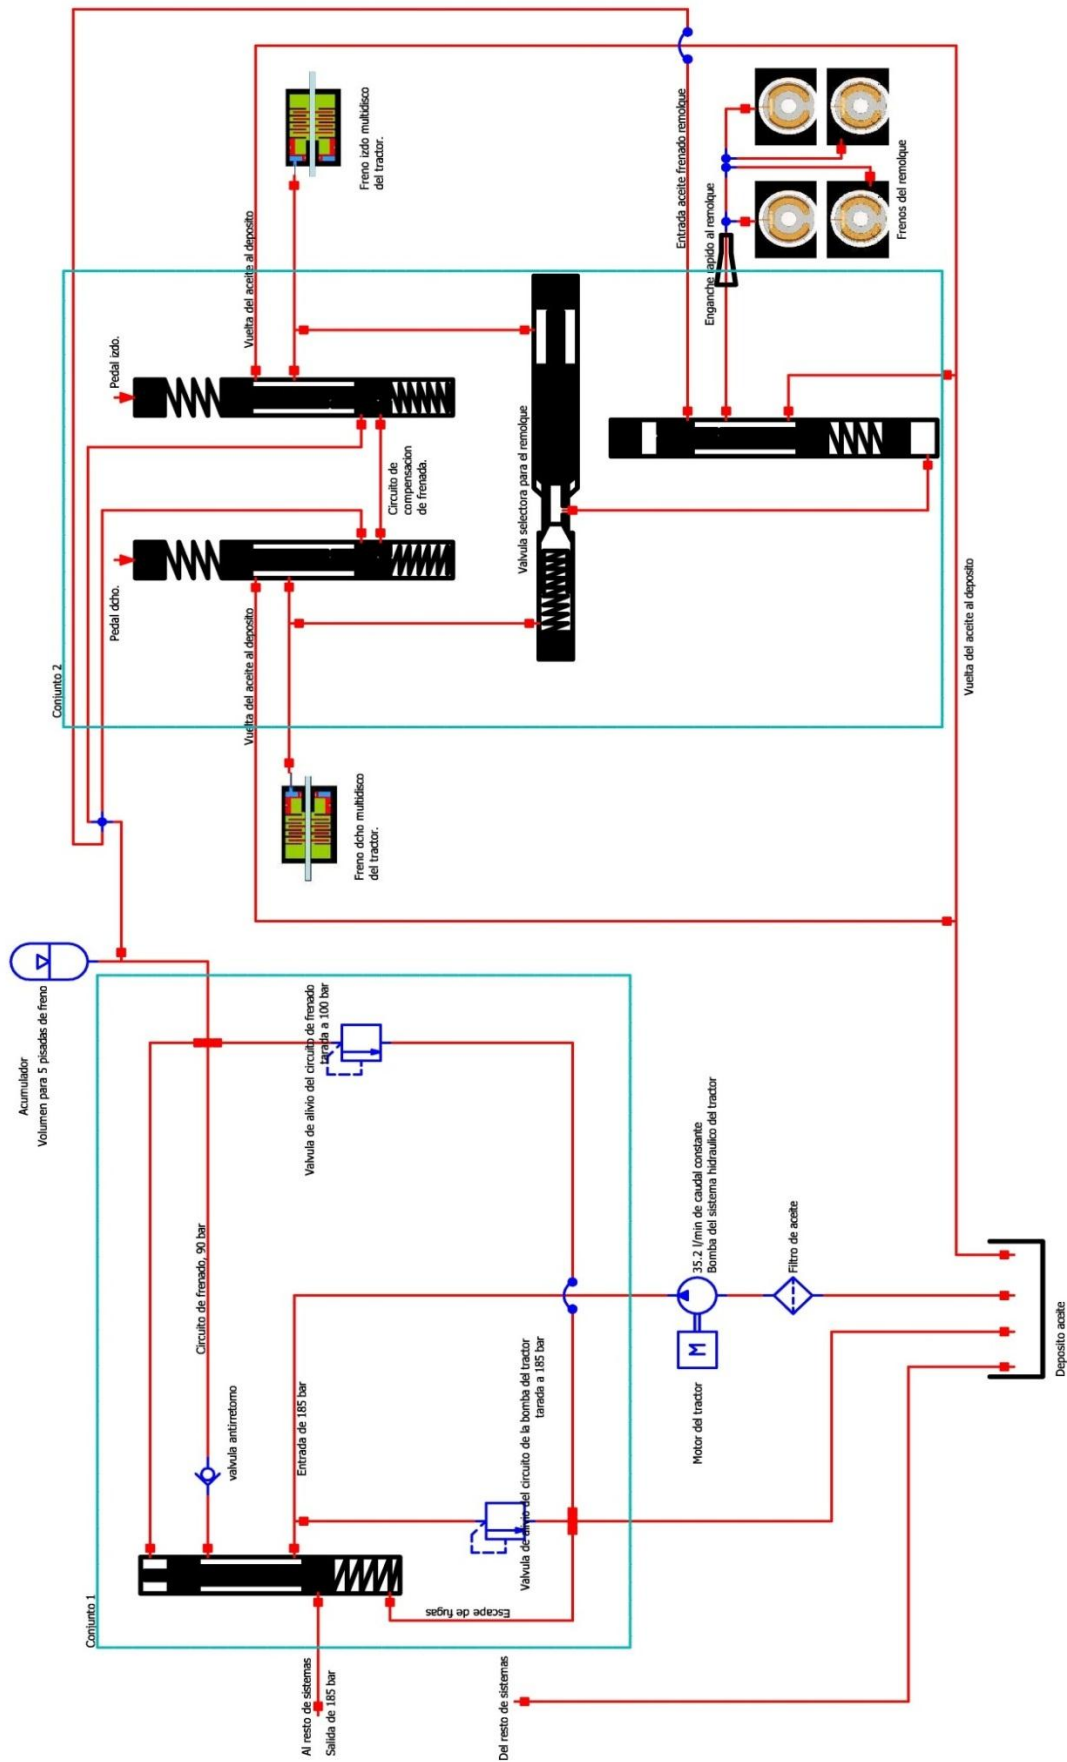 Freno izdo multidisco
del tractor.
Vuelta del aceite al deposito
Entrada aceite frenado remolque
Enganche rapido al remolque
Frenos del remolque
Pedal izdo.
Circuito de
compensacion
de frenada.
Valvula selectora para el remolque
Pedal dcho.
Vuelta del aceite al deposito
Vuelta del aceite al deposito
Conjunto 2
Freno dcho multidisco
del tractor.
Acumulador
Volumen para 5 pisadas de freno
Valvula de alivio del circuito de frenado
tarada a 100 bar
Circuito de frenado, 90 bar
35.2 l/min de caudal constante
Bomba del sistema hidraulico del tractor
Filtro de aceite
valvula antirretorno
Entrada de 185 bar
Valvula de alivio del circuito de la bomba del tractor
tarada a 185 bar
Motor del tractor
M
Deposito aceite
Escape de fugas
Conjunto 1
Al resto de sistemas
Salida de 185 bar
Del resto de sistemas